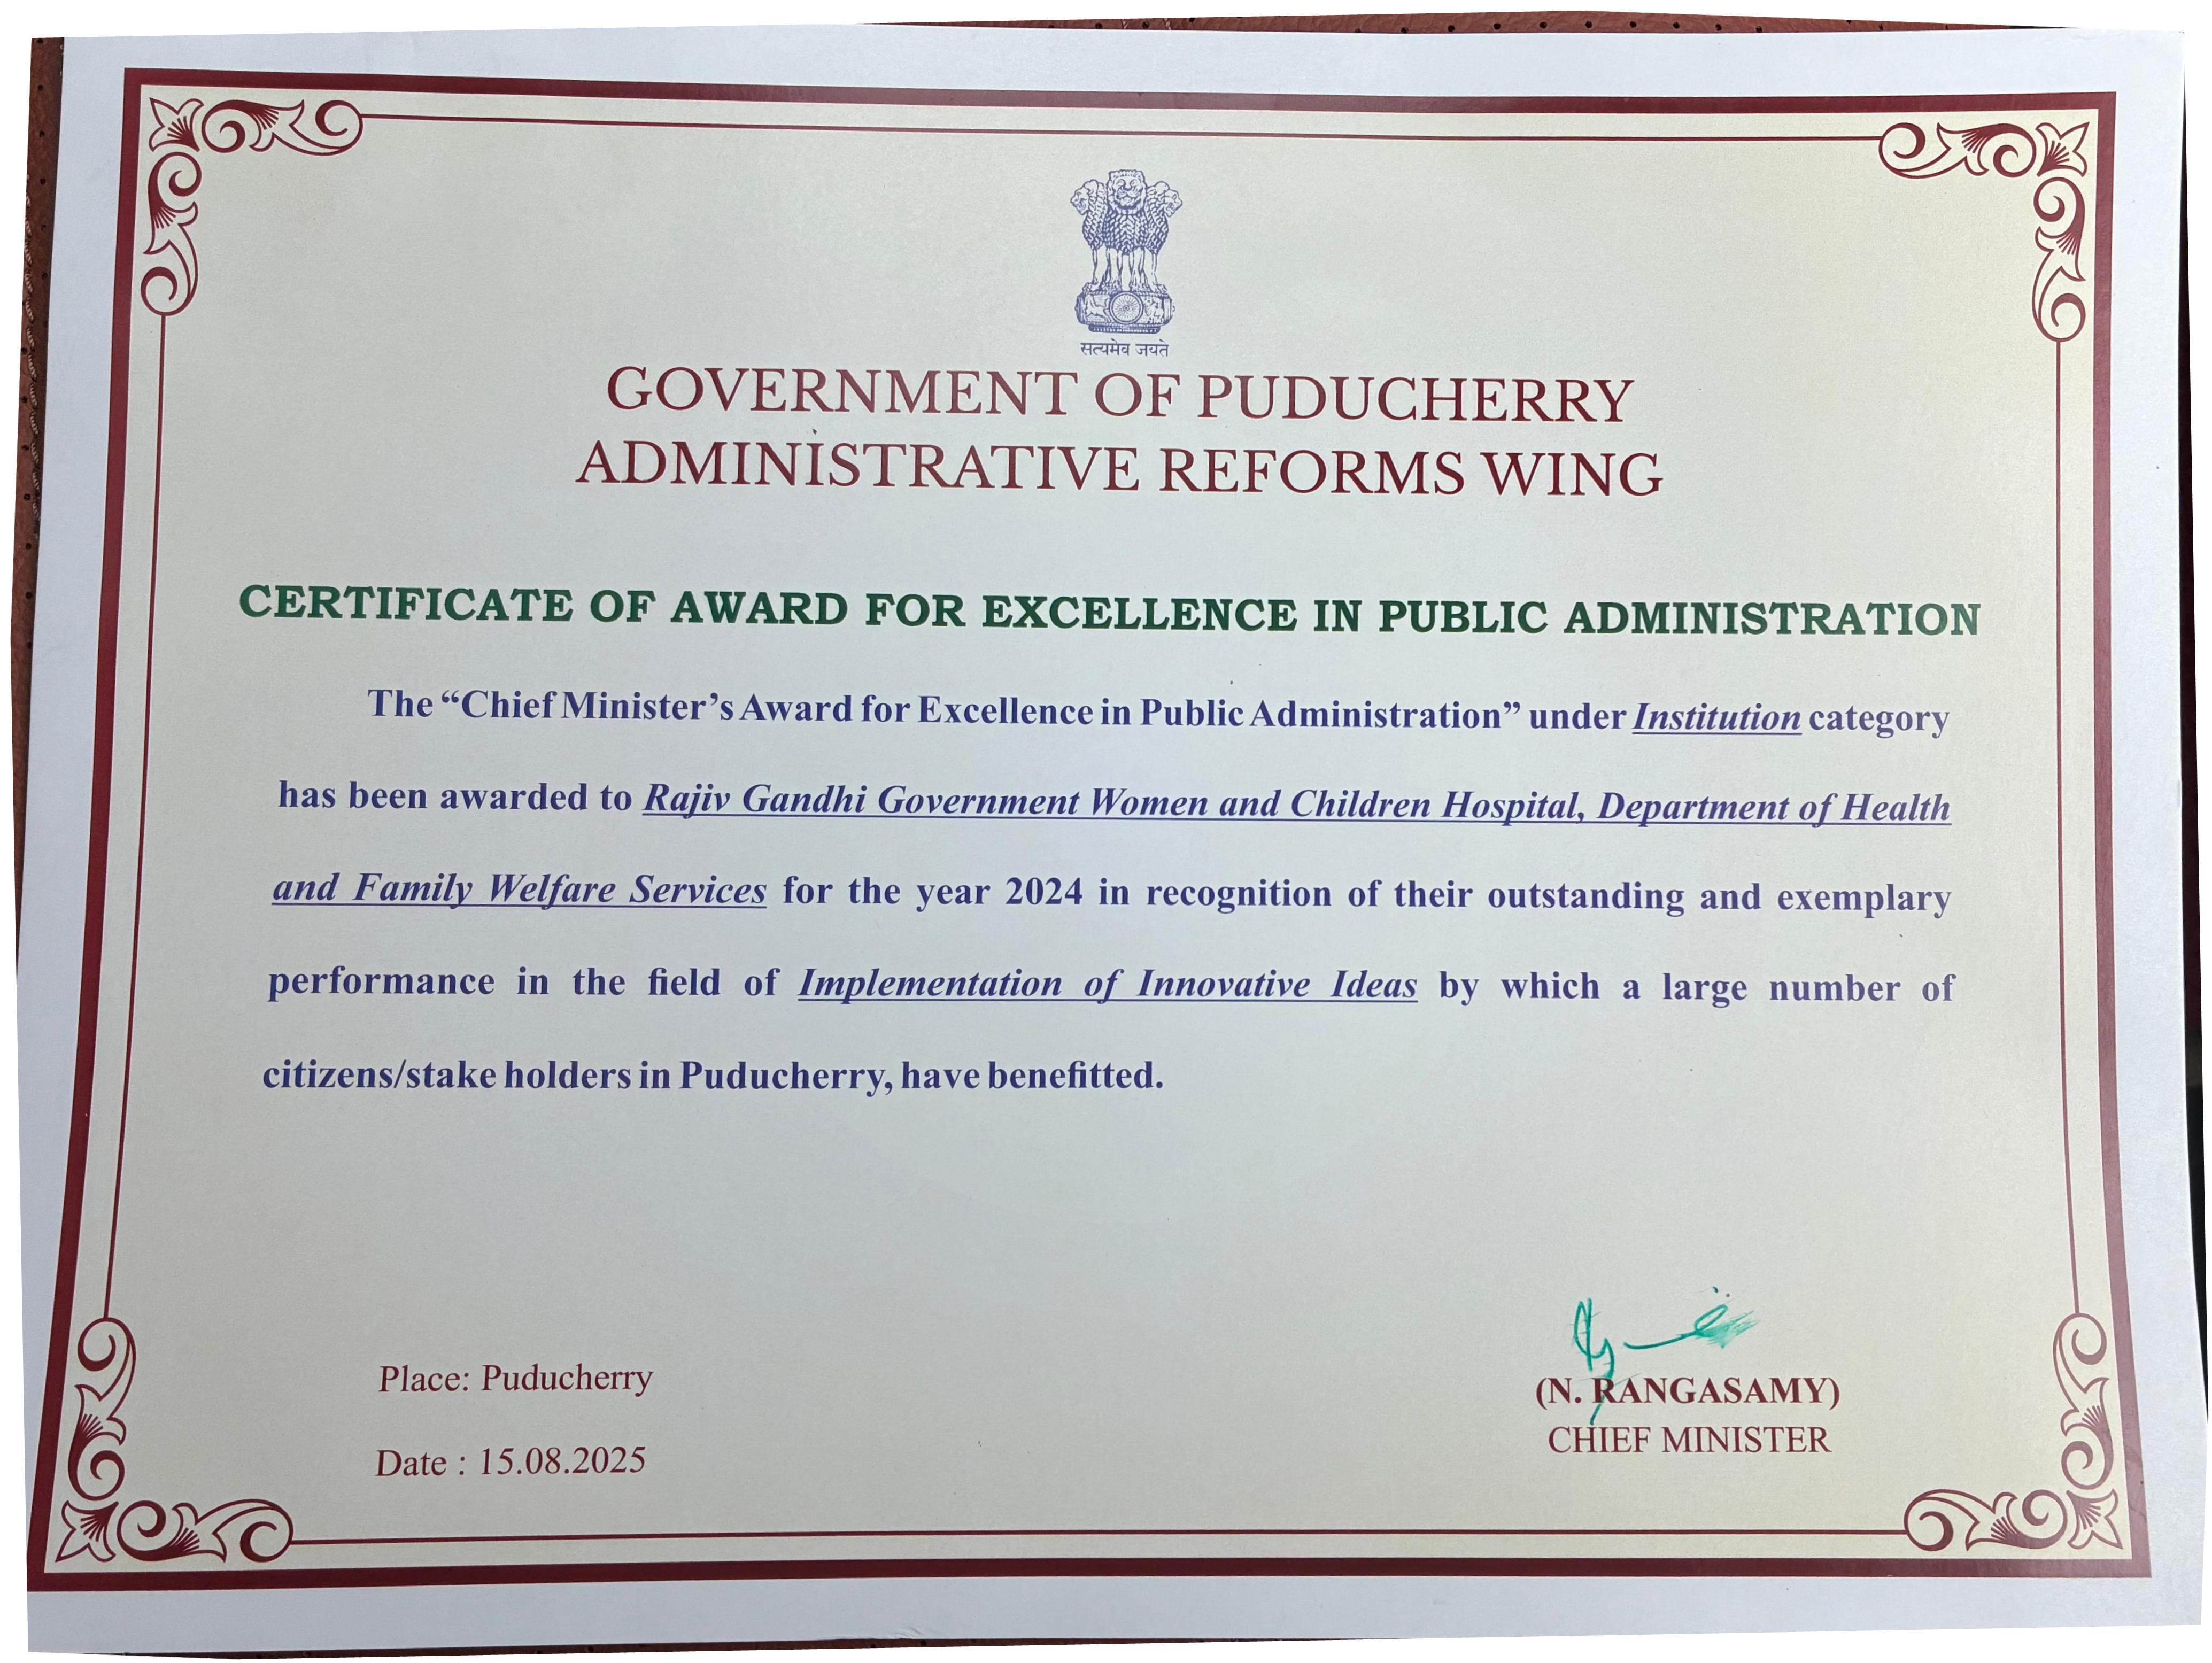 सत्यमेव जयते
GOVERNMENT OF PUDUCHERRY
ADMINISTRATIVE REFORMS WING
CERTIFICATE OF AWARD FOR EXCELLENCE IN PUBLIC ADMINISTRATION
The “Chief Minister’s Award for Excellence in Public Administration” under Institution category
has been awarded to Rajiv Gandhi Government Women and Children Hospital, Department of Health
and Family Welfare Services for the year 2024 in recognition of their outstanding and exemplary
performance in the field of Implementation of Innovative Ideas by which a large number of
citizens/stake holders in Puducherry, have benefitted.
Place: Puducherry
Date : 15.08.2025
(N. RANGASAMY)
CHIEF MINISTER